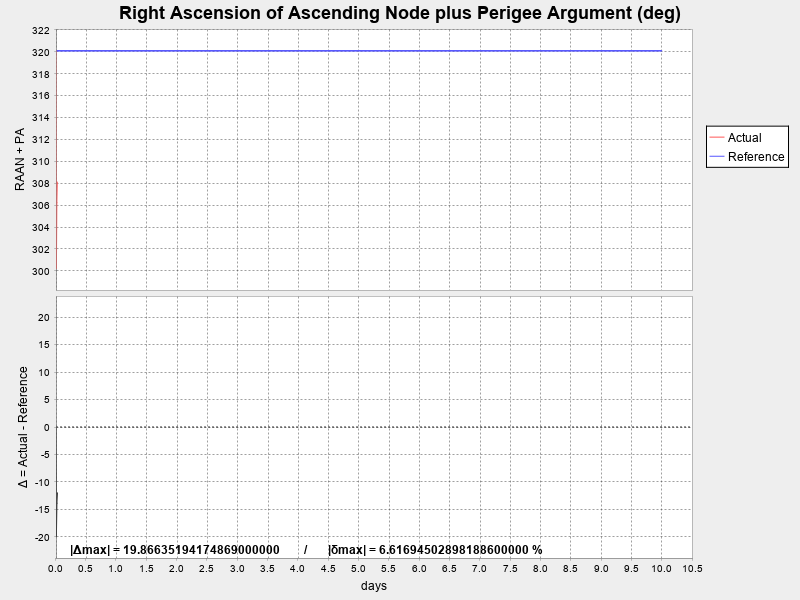 Right Ascension of Ascending Node plus Perigee Argument (deg)
322
320
318
316
314
312
310
308
306
304
302
300
RAAN + PA
Actual
Reference
20
15
10
5
0
-5
-10
-15
-20
Δ = Actual - Reference
|Δmax| = 19.86635194174869000000 / |δmax| = 6.61694502898188600000 %
0.0 0.5 1.0 1.5 2.0 2.5 3.0 3.5 4.0 4.5 5.0 5.5 6.0 6.5 7.0 7.5 8.0 8.5 9.0 9.5 10.0 10.5
days